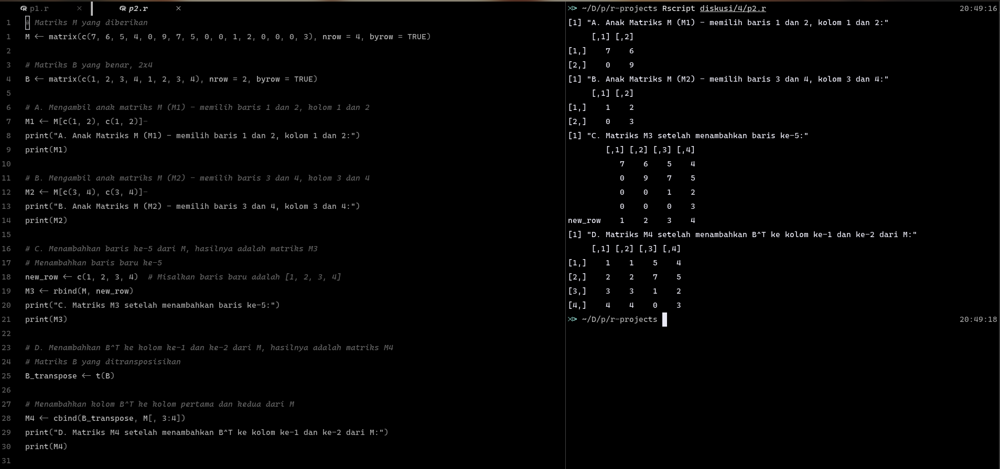 p1.r × p2.r ×
1 # Matriks M yang diberikan
1 M <- matrix(c(7, 6, 5, 4, 0, 9, 7, 5, 0, 0, 1, 2, 0, 0, 0, 3), nrow = 4, byrow = TRUE)
2
3 # Matriks B yang benar, 2x4
4 B <- matrix(c(1, 2, 3, 4, 1, 2, 3, 4), nrow = 2, byrow = TRUE)
5
6 # A. Mengambil anak matriks M (M1) - memilih baris 1 dan 2, kolom 1 dan 2
7 M1 <- M[c(1, 2), c(1, 2)]-
8 print("A. Anak Matriks M (M1) - memilih baris 1 dan 2, kolom 1 dan 2:")
9 print(M1)
10
11 # B. Mengambil anak matriks M (M2) - memilih baris 3 dan 4, kolom 3 dan 4
12 M2 <- M[c(3, 4), c(3, 4)]-
13 print("B. Anak Matriks M (M2) - memilih baris 3 dan 4, kolom 3 dan 4:")
14 print(M2)
15
16 # C. Menambahkan baris ke-5 dari M, hasilnya adalah matriks M3
17 # Menambahkan baris baru ke-5
18 new_row <- c(1, 2, 3, 4)  # Misalkan baris baru adalah [1, 2, 3, 4]
19 M3 <- rbind(M, new_row)
20 print("C. Matriks M3 setelah menambahkan baris ke-5:")
21 print(M3)
22
23 # D. Menambahkan B^T ke kolom ke-1 dan ke-2 dari M, hasilnya adalah matriks M4
24 # Matriks B yang ditransposisikan
25 B_transpose <- t(B)
26
27 # Menambahkan kolom B^T ke kolom pertama dan kedua dari M
28 M4 <- cbind(B_transpose, M[, 3:4])
29 print("D. Matriks M4 setelah menambahkan B^T ke kolom ke-1 dan ke-2 dari M:")
30 print(M4)
31
~/D/p/r-projects Rscript diskusi/4/p2.r 20:49:16
[1] "A. Anak Matriks M (M1) - memilih baris 1 dan 2, kolom 1 dan 2:"
     [,1] [,2]
[1,]    7    6
[2,]    0    9
[1] "B. Anak Matriks M (M2) - memilih baris 3 dan 4, kolom 3 dan 4:"
     [,1] [,2]
[1,]    1    2
[2,]    0    3
[1] "C. Matriks M3 setelah menambahkan baris ke-5:"
        [,1] [,2] [,3] [,4]
           7    6    5    4
           0    9    7    5
           0    0    1    2
           0    0    0    3
new_row    1    2    3    4
[1] "D. Matriks M4 setelah menambahkan B^T ke kolom ke-1 dan ke-2 dari M:"
     [,1] [,2] [,3] [,4]
[1,]    1    1    5    4
[2,]    2    2    7    5
[3,]    3    3    1    2
[4,]    4    4    0    3
~/D/p/r-projects 20:49:18